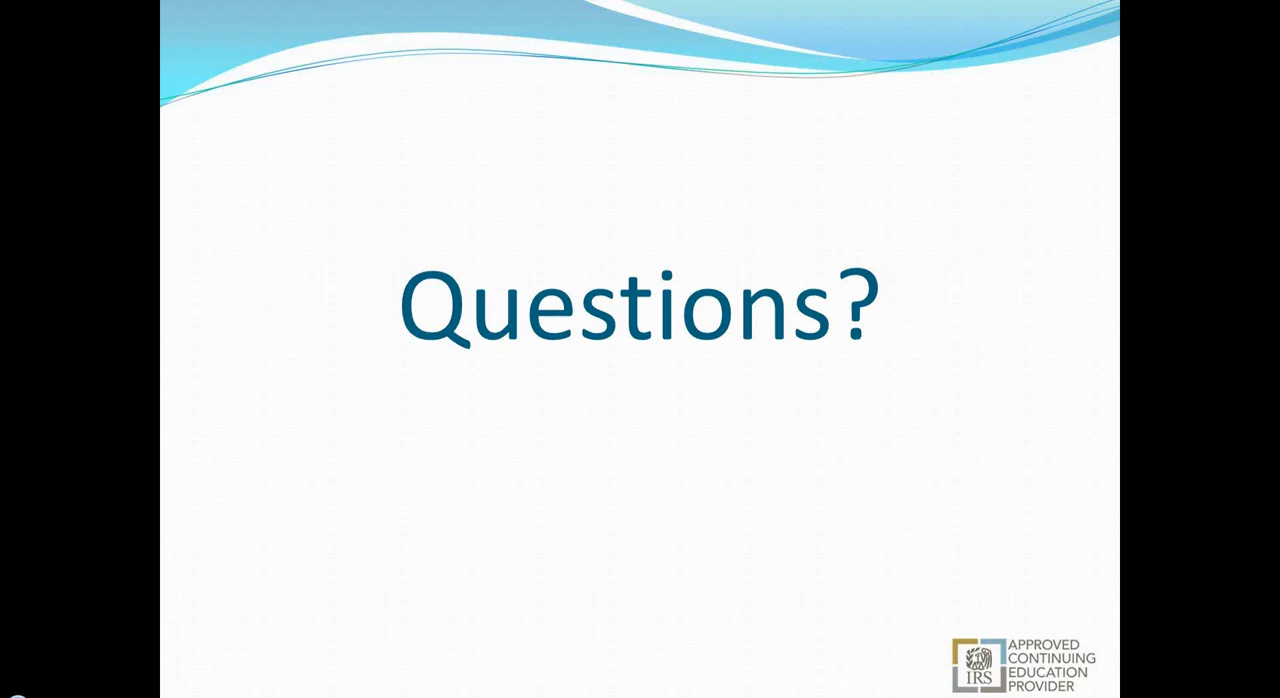 Questions?
IRS
APPROVED
CONTINUING
EDUCATION
PROVIDER